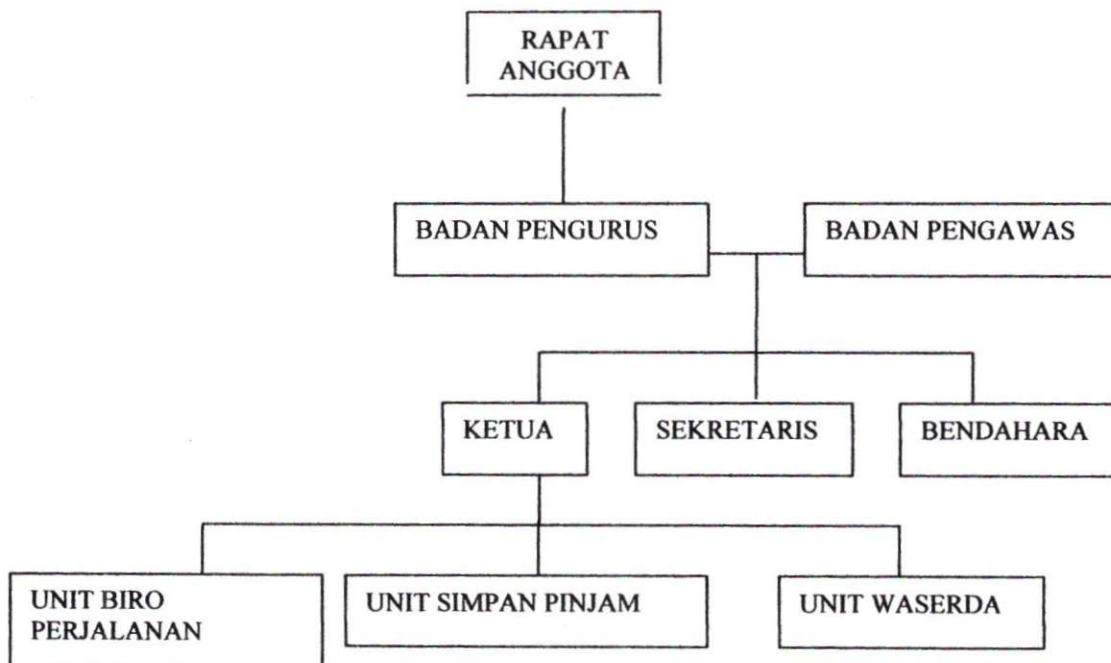 RAPAT
ANGGOTA
BADAN PENGURUS
BADAN PENGAWAS
KETUA
SEKRETARIS
BENDAHARA
UNIT BIRO
PERJALANAN
UNIT SIMPAN PINJAM
UNIT WASERDA